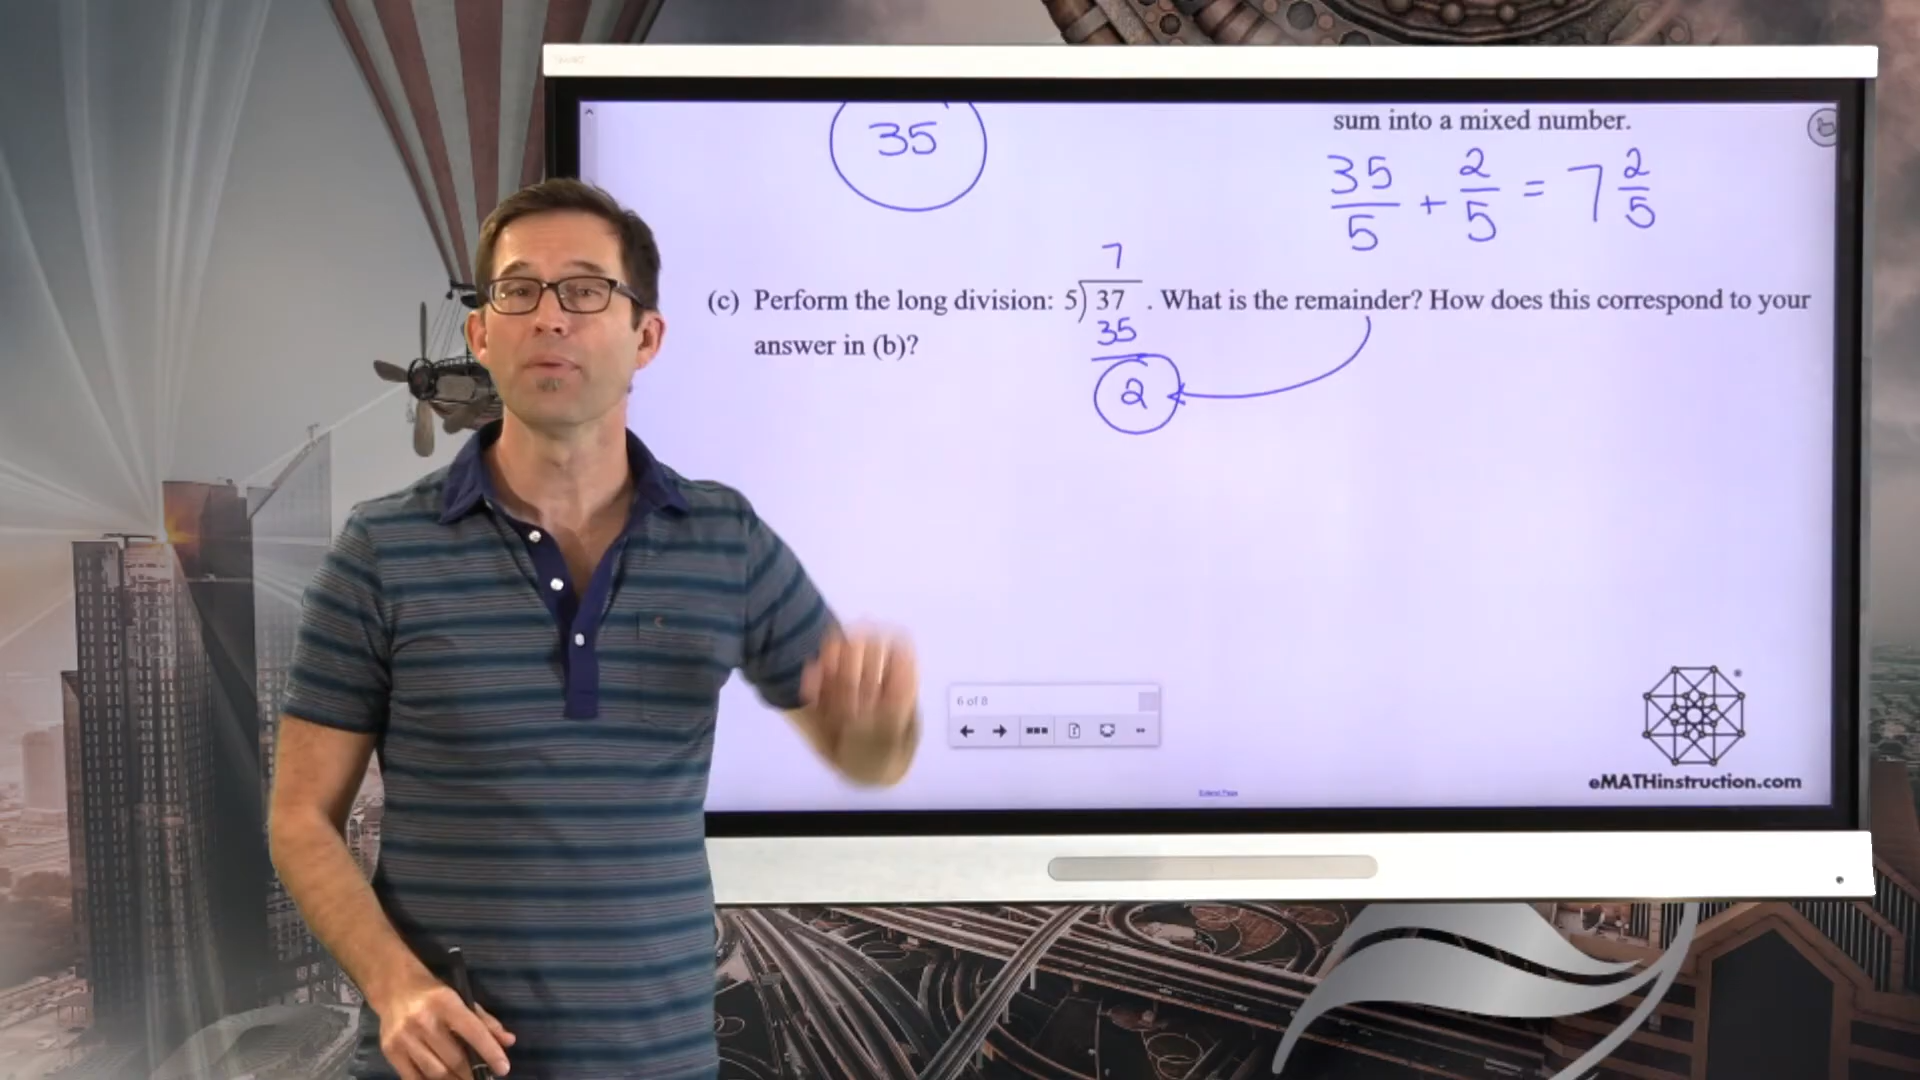 35
sum into a mixed number.
35/5 + 2/5 = 7 2/5
7
(c) Perform the long division: 5)37 . What is the remainder? How does this correspond to your
35
answer in (b)?
2
6 of 8
eMATHinstruction.com
Extend Page